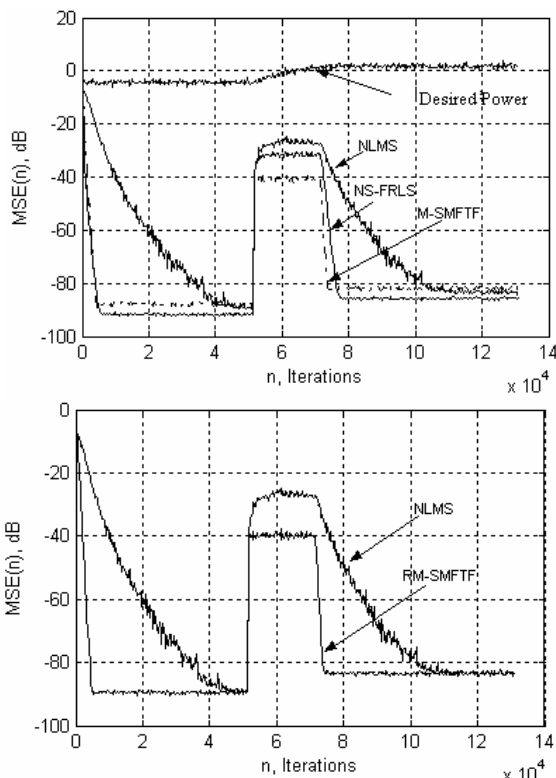 20
0
-20
-40
-60
-80
-100
MSE(n), dB
Desired Power
NLMS
NS-FRLS
M-SMFTF
0 2 4 6 8 10 12 14
n, Iterions
x 10^4
0
-20
-40
-60
-80
-100
MSE(n), dB
NLMS
RM-SMFTF
0 2 4 6 8 10 12 14
n, Iterations
x 10^4